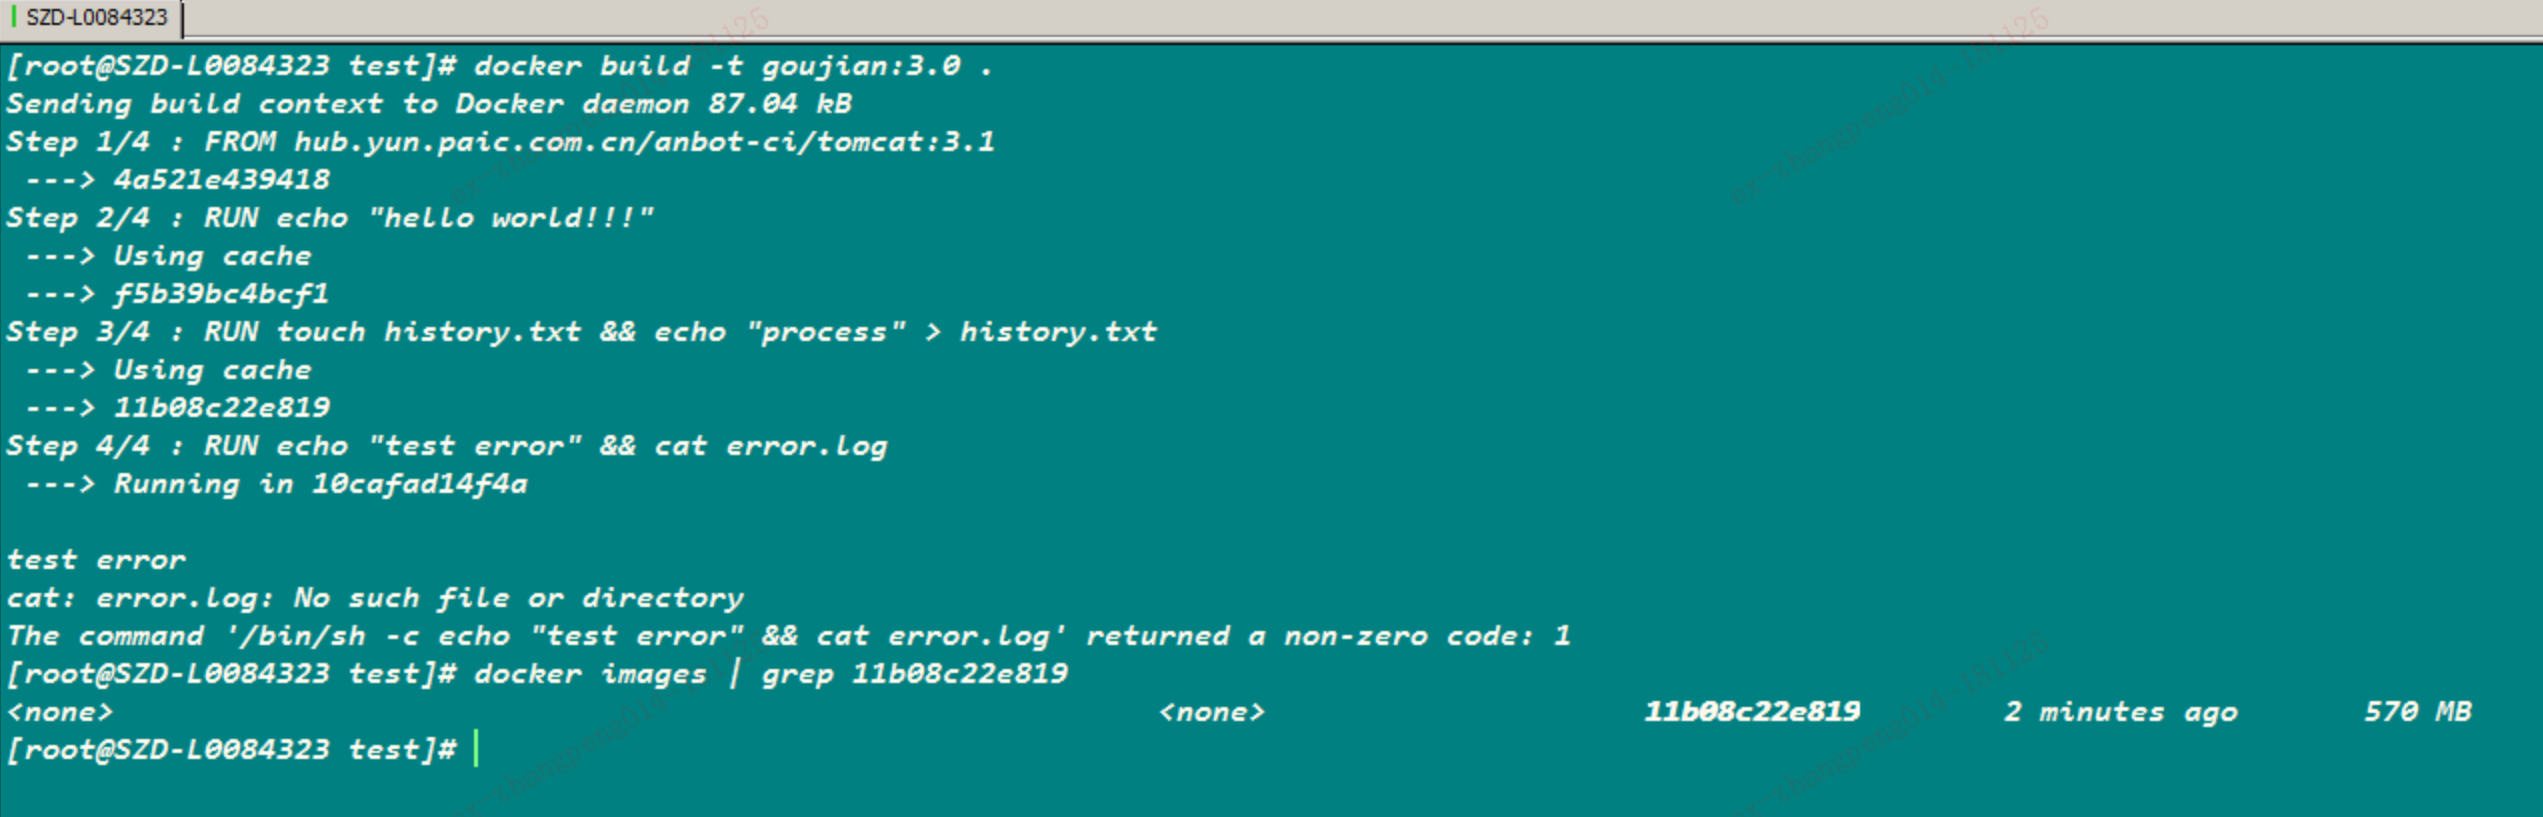 SZD-L0084323
[root@SZD-L0084323 test]# docker build -t goujian:3.0 .
Sending build context to Docker daemon 87.04 kB
Step 1/4 : FROM hub.yun.paic.com.cn/anbot-ci/tomcat:3.1
 ---> 4a521e439418
Step 2/4 : RUN echo "hello world!!!"
 ---> Using cache
 ---> f5b39bc4bcf1
Step 3/4 : RUN touch history.txt && echo "process" > history.txt
 ---> Using cache
 ---> 11b08c22e819
Step 4/4 : RUN echo "test error" && cat error.log
 ---> Running in 10cafad14f4a
test error
cat: error.log: No such file or directory
The command '/bin/sh -c echo "test error" && cat error.log' returned a non-zero code: 1
[root@SZD-L0084323 test]# docker images | grep 11b08c22e819
<none> <none> 11b08c22e819 2 minutes ago 570 MB
[root@SZD-L0084323 test]#